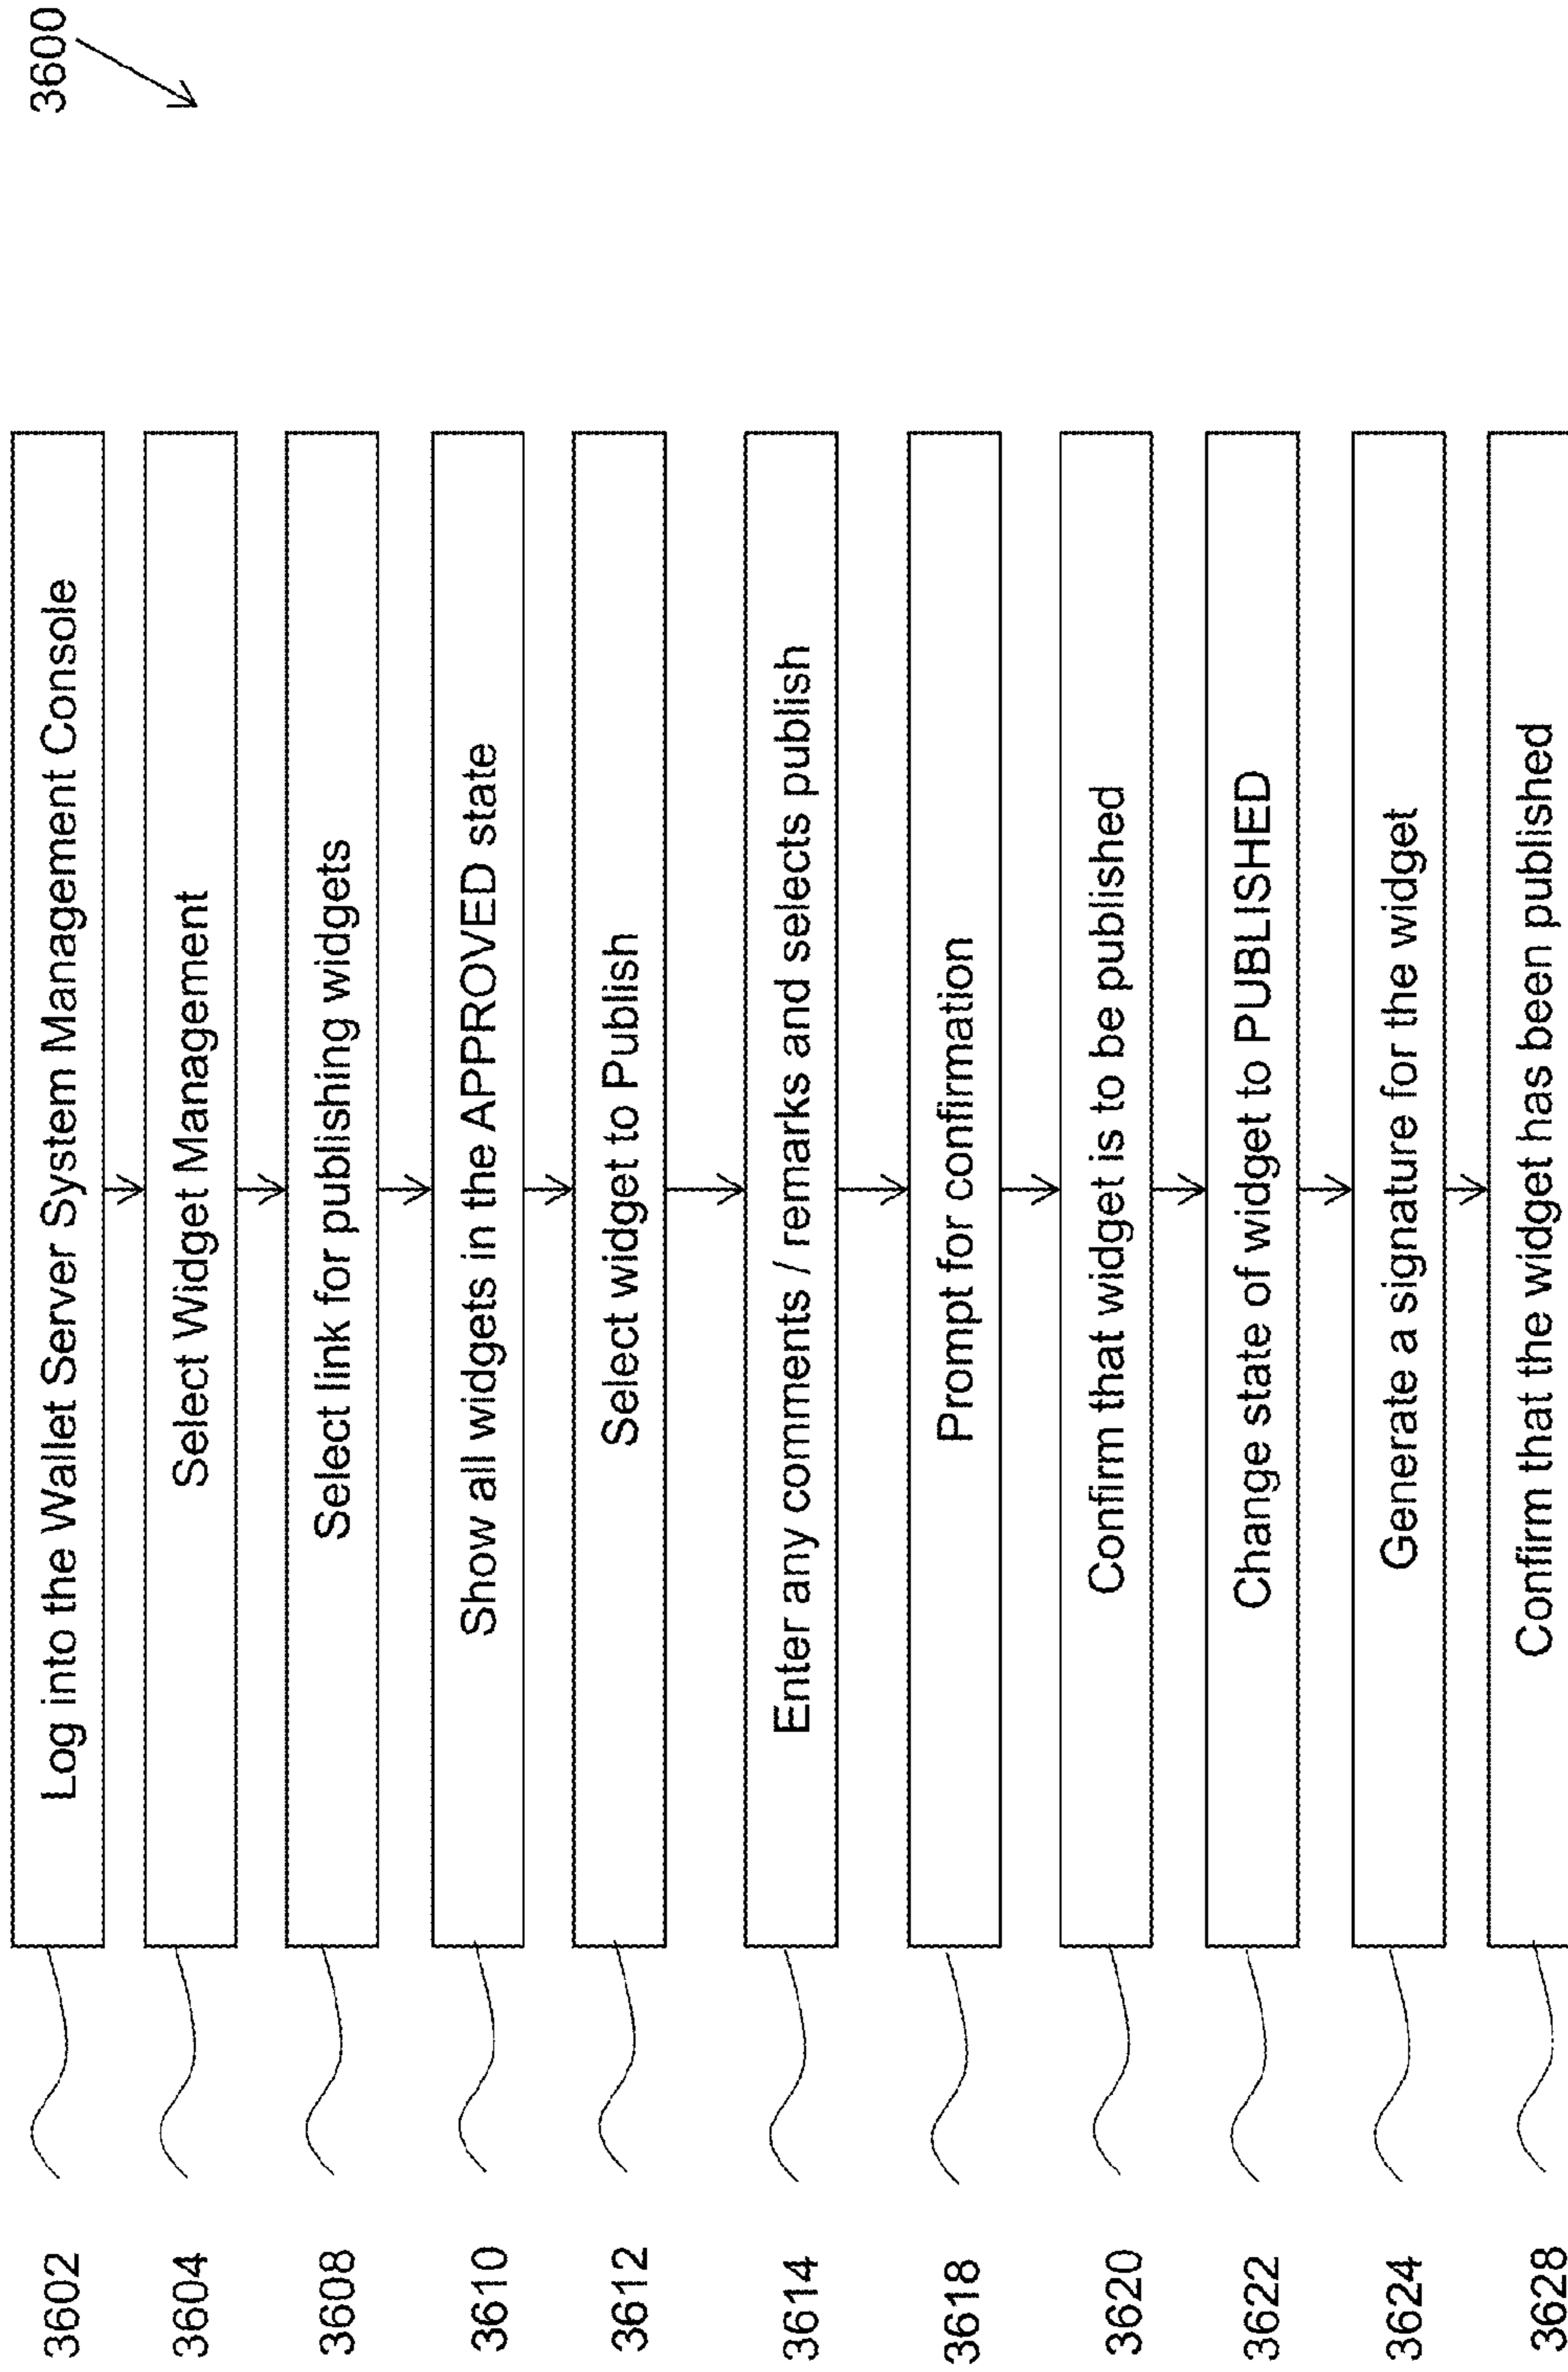 3600
3602 Log into the Wallet Server System Management Console
3604 Select Widget Management
3608 Select link for publishing widgets
3610 Show all widgets in the APPROVED state
3612 Select widget to Publish
3614 Enter any comments / remarks and selects publish
3618 Prompt for confirmation
3620 Confirm that widget is to be published
3622 Change state of widget to PUBLISHED
3624 Generate a signature for the widget
3628 Confirm that the widget has been published